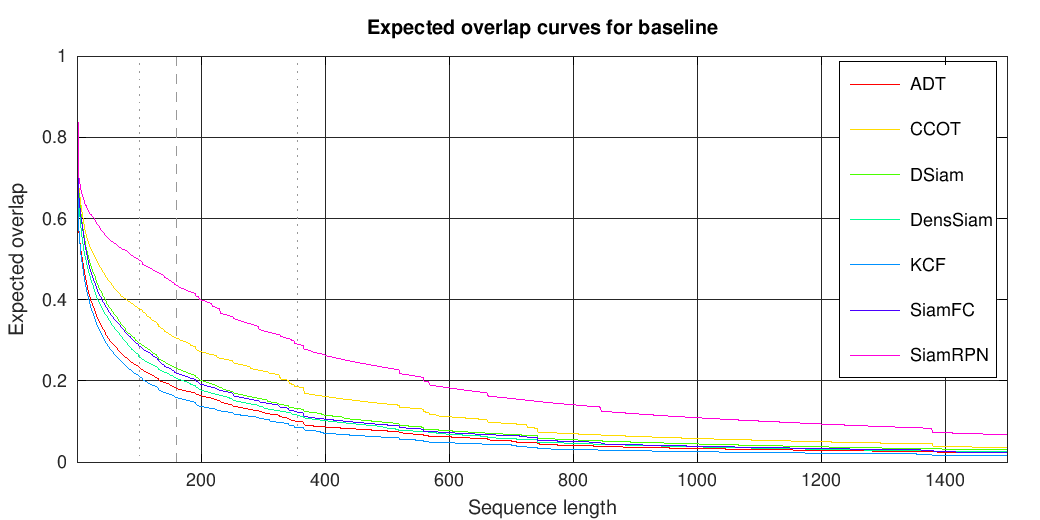 Expected overlap curves for baseline
Expected overlap
1
0.8
0.6
0.4
0.2
0
200
400
600
800
1000
1200
1400
Sequence length
ADT
CCOT
DSiam
DensSiam
KCF
SiamFC
SiamRPN